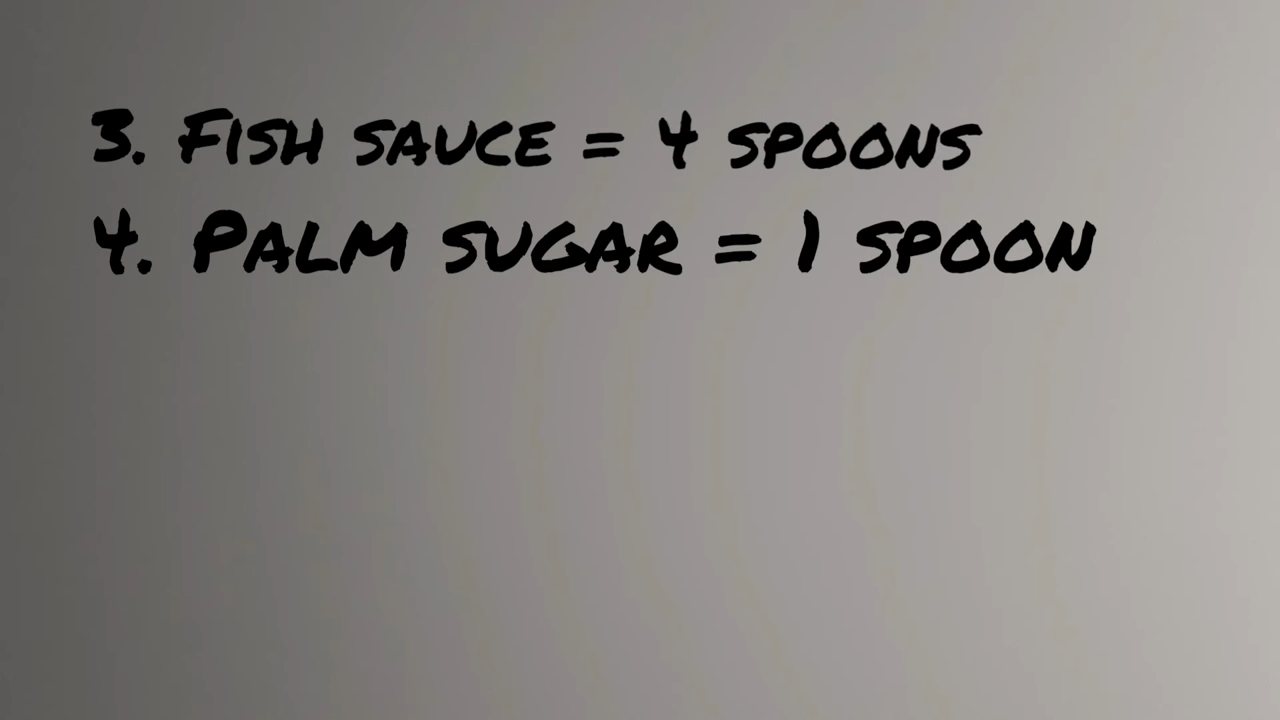 3. Fish sauce = 4 spoons
4. Palm sugar = 1 spoon